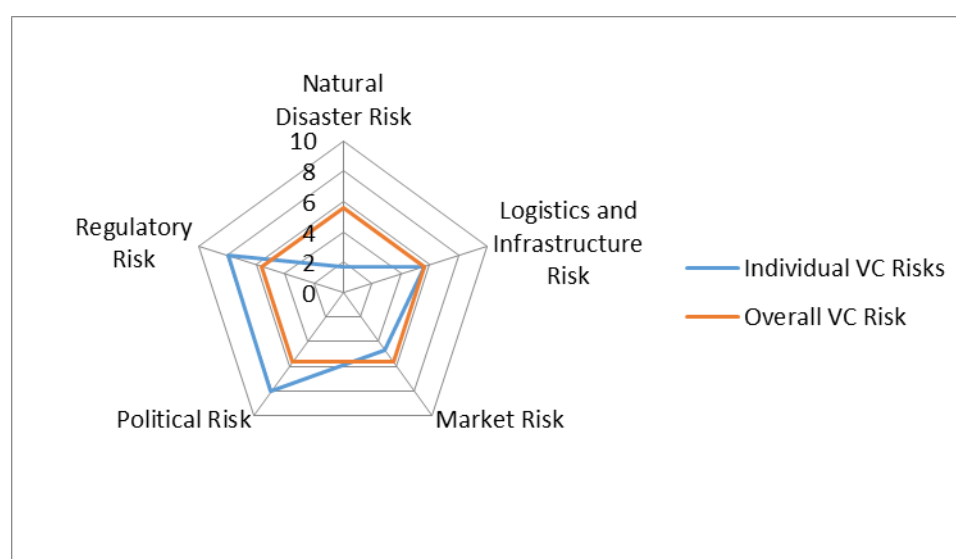 Natural
Disaster Risk
10
8
6
4
2
0
Logistics and
Infrastructure
Risk
Market Risk
Political Risk
Regulatory
Risk
Individual VC Risks
Overall VC Risk